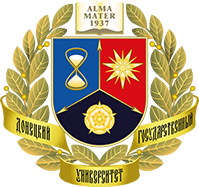 ALMA
MATER
1937
ДОНЕЦКИЙ
ГОСУДАРСТВЕННЫЙ
УНИВЕРСИТЕТ